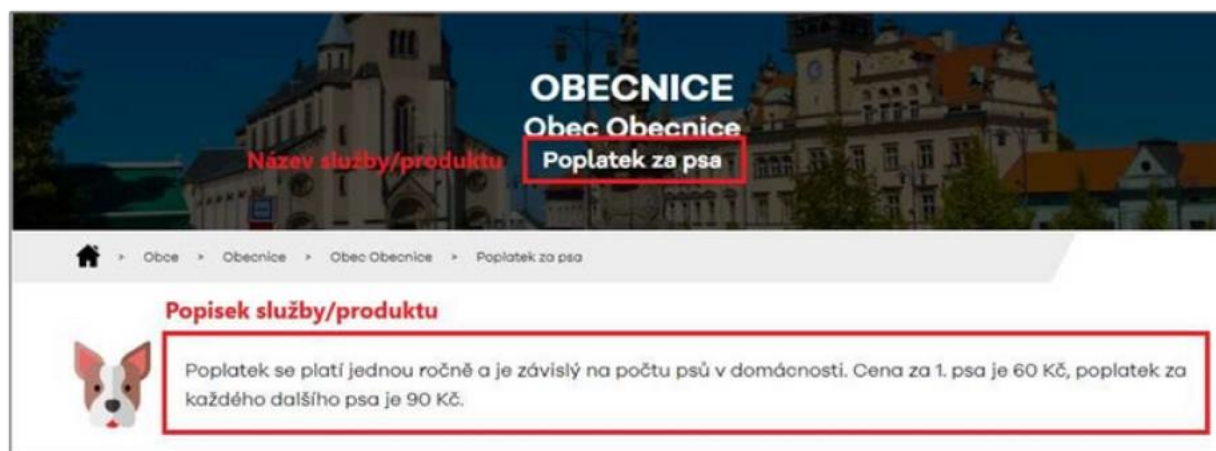 OBECNICE
Obec Obecnice
Název služby/produktu Poplatek za psa
> Obce > Obecnice > Obec Obecnice > Poplatek za psa
Popisek služby/produktu
Poplatek se platí jednou ročně a je závislý na počtu psů v domácnosti. Cena za 1. psa je 60 Kč, poplatek za
každého dalšího psa je 90 Kč.